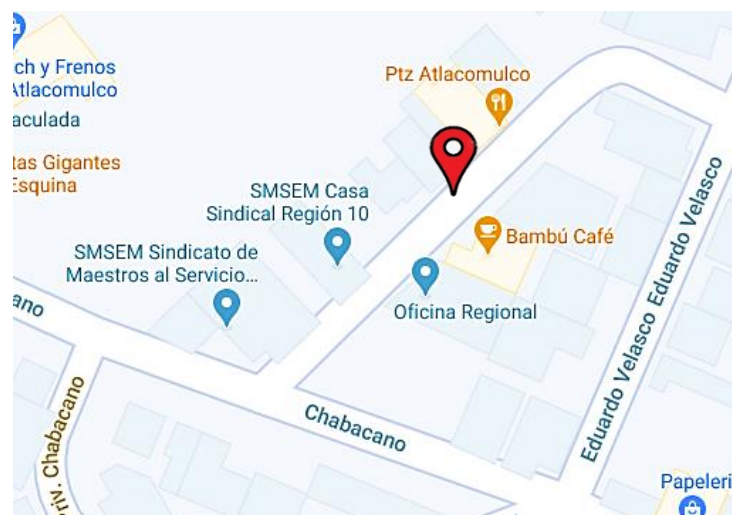 ch y Frenos
Atlacomulco
aculada
tas Gigantes
Esquina
Ptz Atlacomulco
SMSEM Casa
Sindical Región 10
SMSEM Sindicato de
Maestros al Servicio...
Bambú Café
Oficina Regional
Eduardo Velasco
Eduardo Velasco
ano
Chabacano
Priv. Chabacano
Papeleri